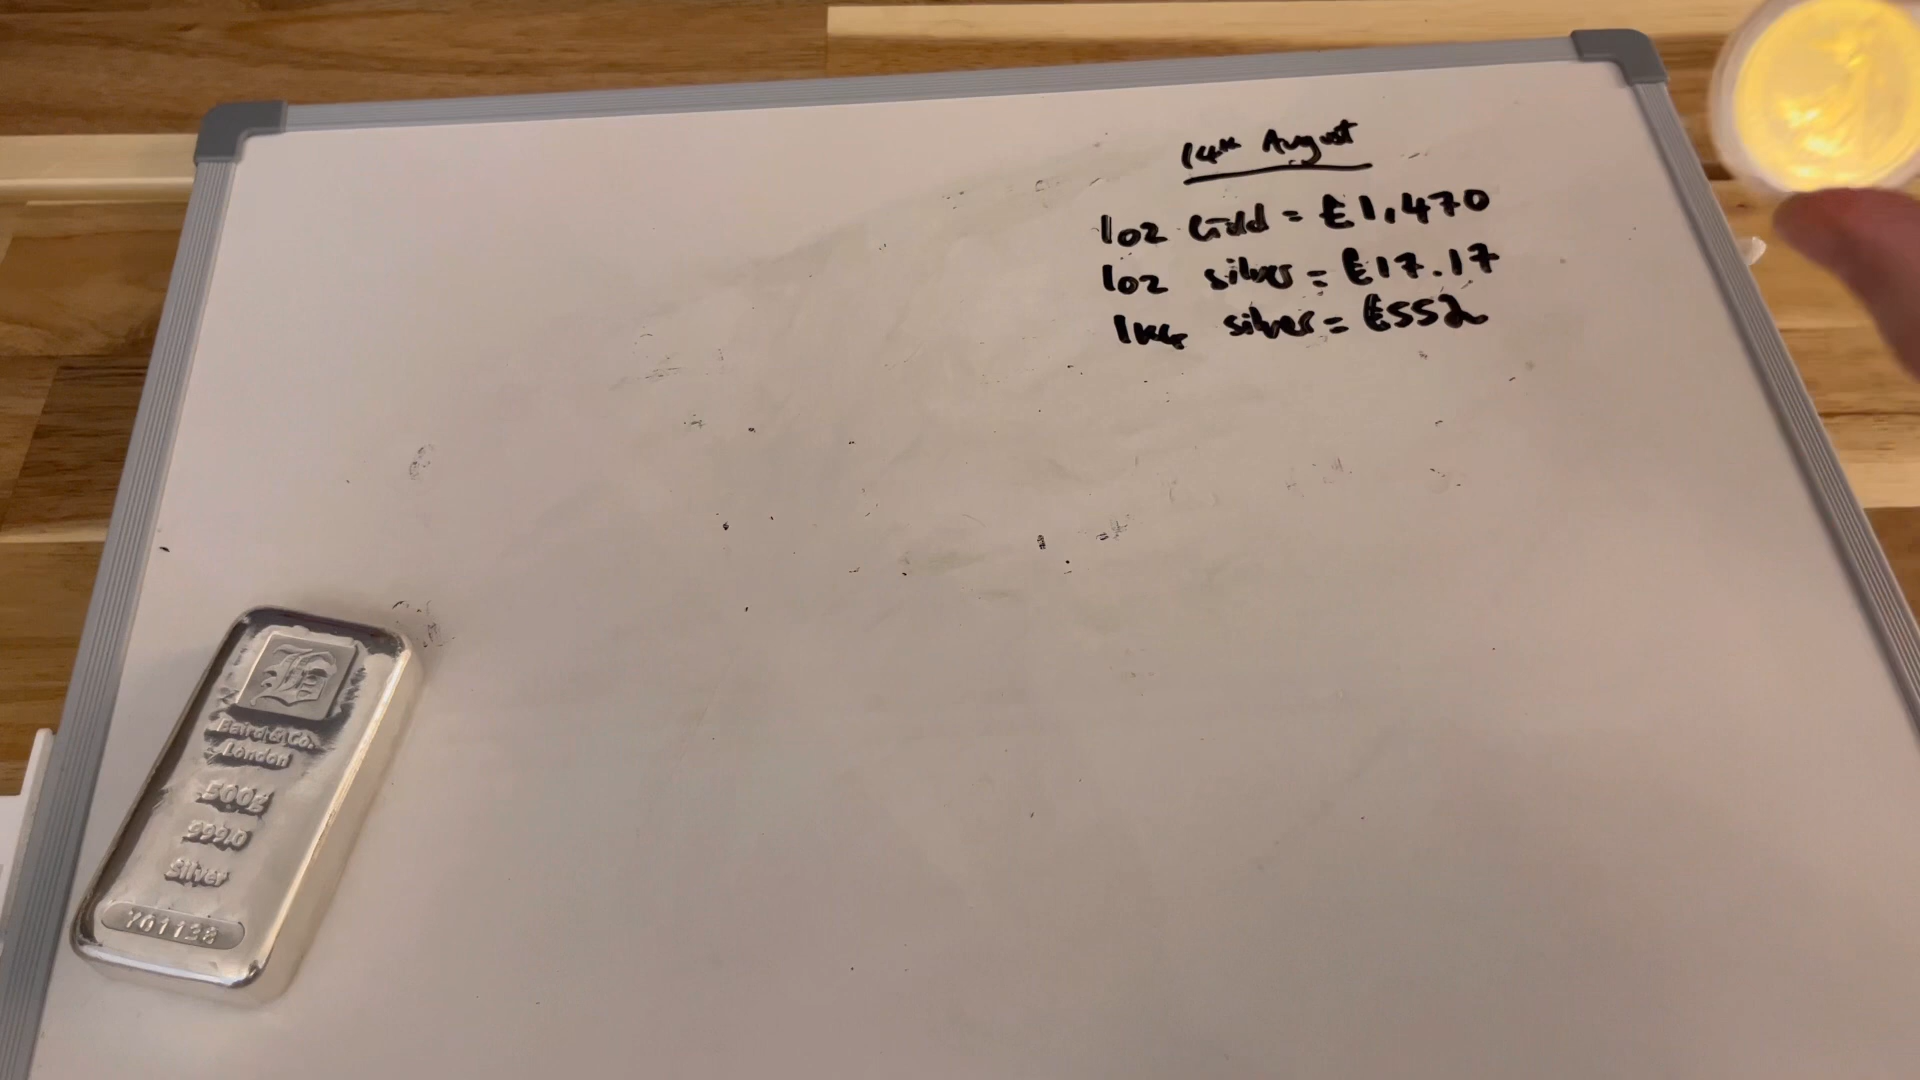 14th August
1oz Gold = £1,470
1oz silver = £17.17
1KG silver = £552
Baird & Co.
London
500g
999.0
Silver
701138